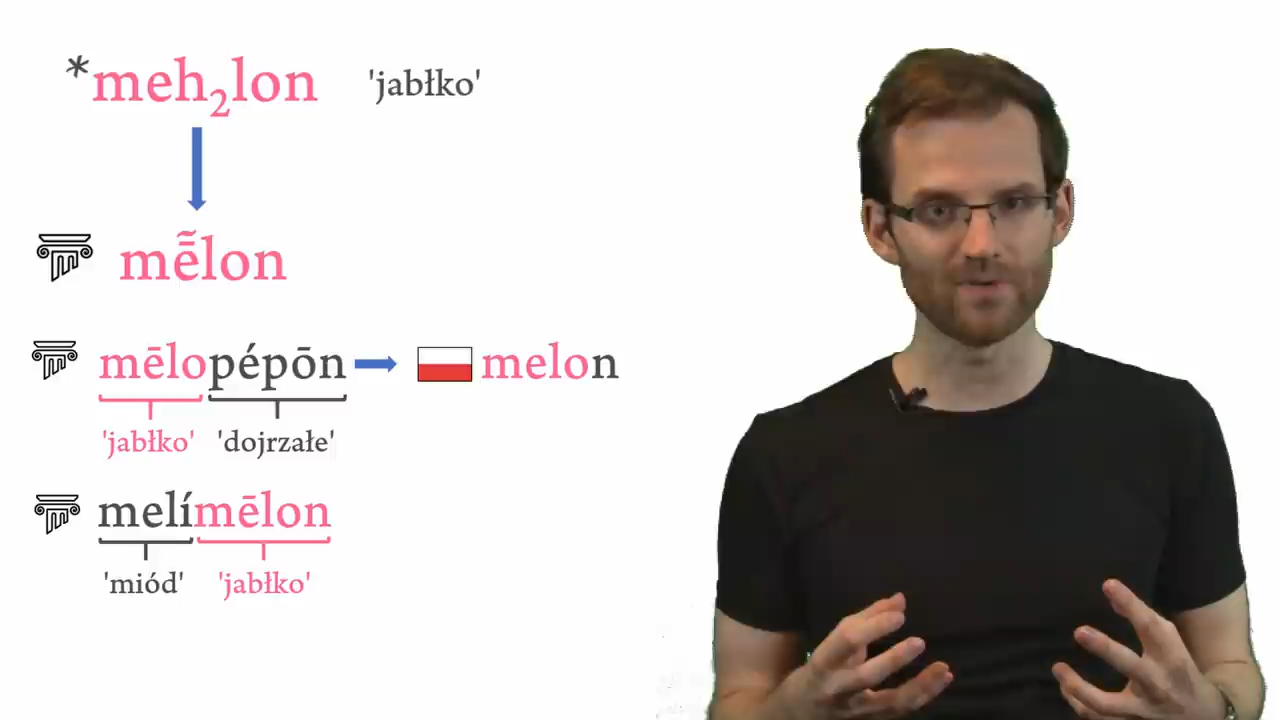 *meh₂lon 'jabłko'
mē̃lon
mēlopépōn melon
'jabłko' 'dojrzałe'
melímēlon
'miód' 'jabłko'